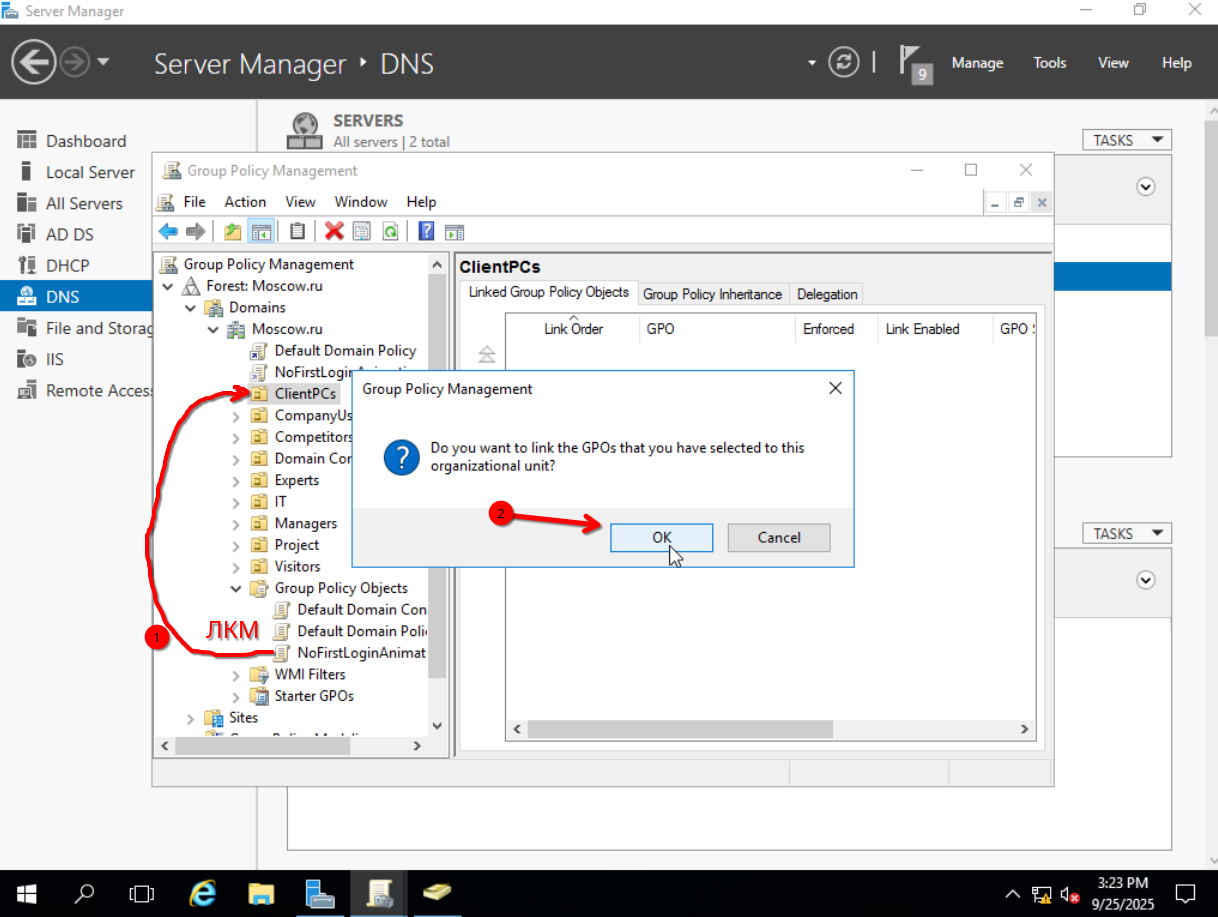 Server Manager
Server Manager • DNS
9
Manage
Tools
View
Help
Dashboard
Local Server
All Servers
AD DS
DHCP
DNS
File and Storag
IIS
Remote Access
SERVERS
All servers | 2 total
TASKS
Group Policy Management
File
Action
View
Window
Help
Group Policy Management
Forest: Moscow.ru
Domains
Moscow.ru
Default Domain Policy
NoFirstLogin
ClientPCs
CompanyUs
Competitors
Domain Con
Experts
IT
Managers
Project
Visitors
Group Policy Objects
Default Domain Con
Default Domain Poli
NoFirstLoginAnimat
WMI Filters
Starter GPOs
Sites
1
ЛКМ
ClientPCs
Linked Group Policy Objects
Group Policy Inheritance
Delegation
Link Order
GPO
Enforced
Link Enabled
GPO S
Group Policy Management
Do you want to link the GPOs that you have selected to this
organizational unit?
2
OK
Cancel
TASKS
3:23 PM
9/25/2025